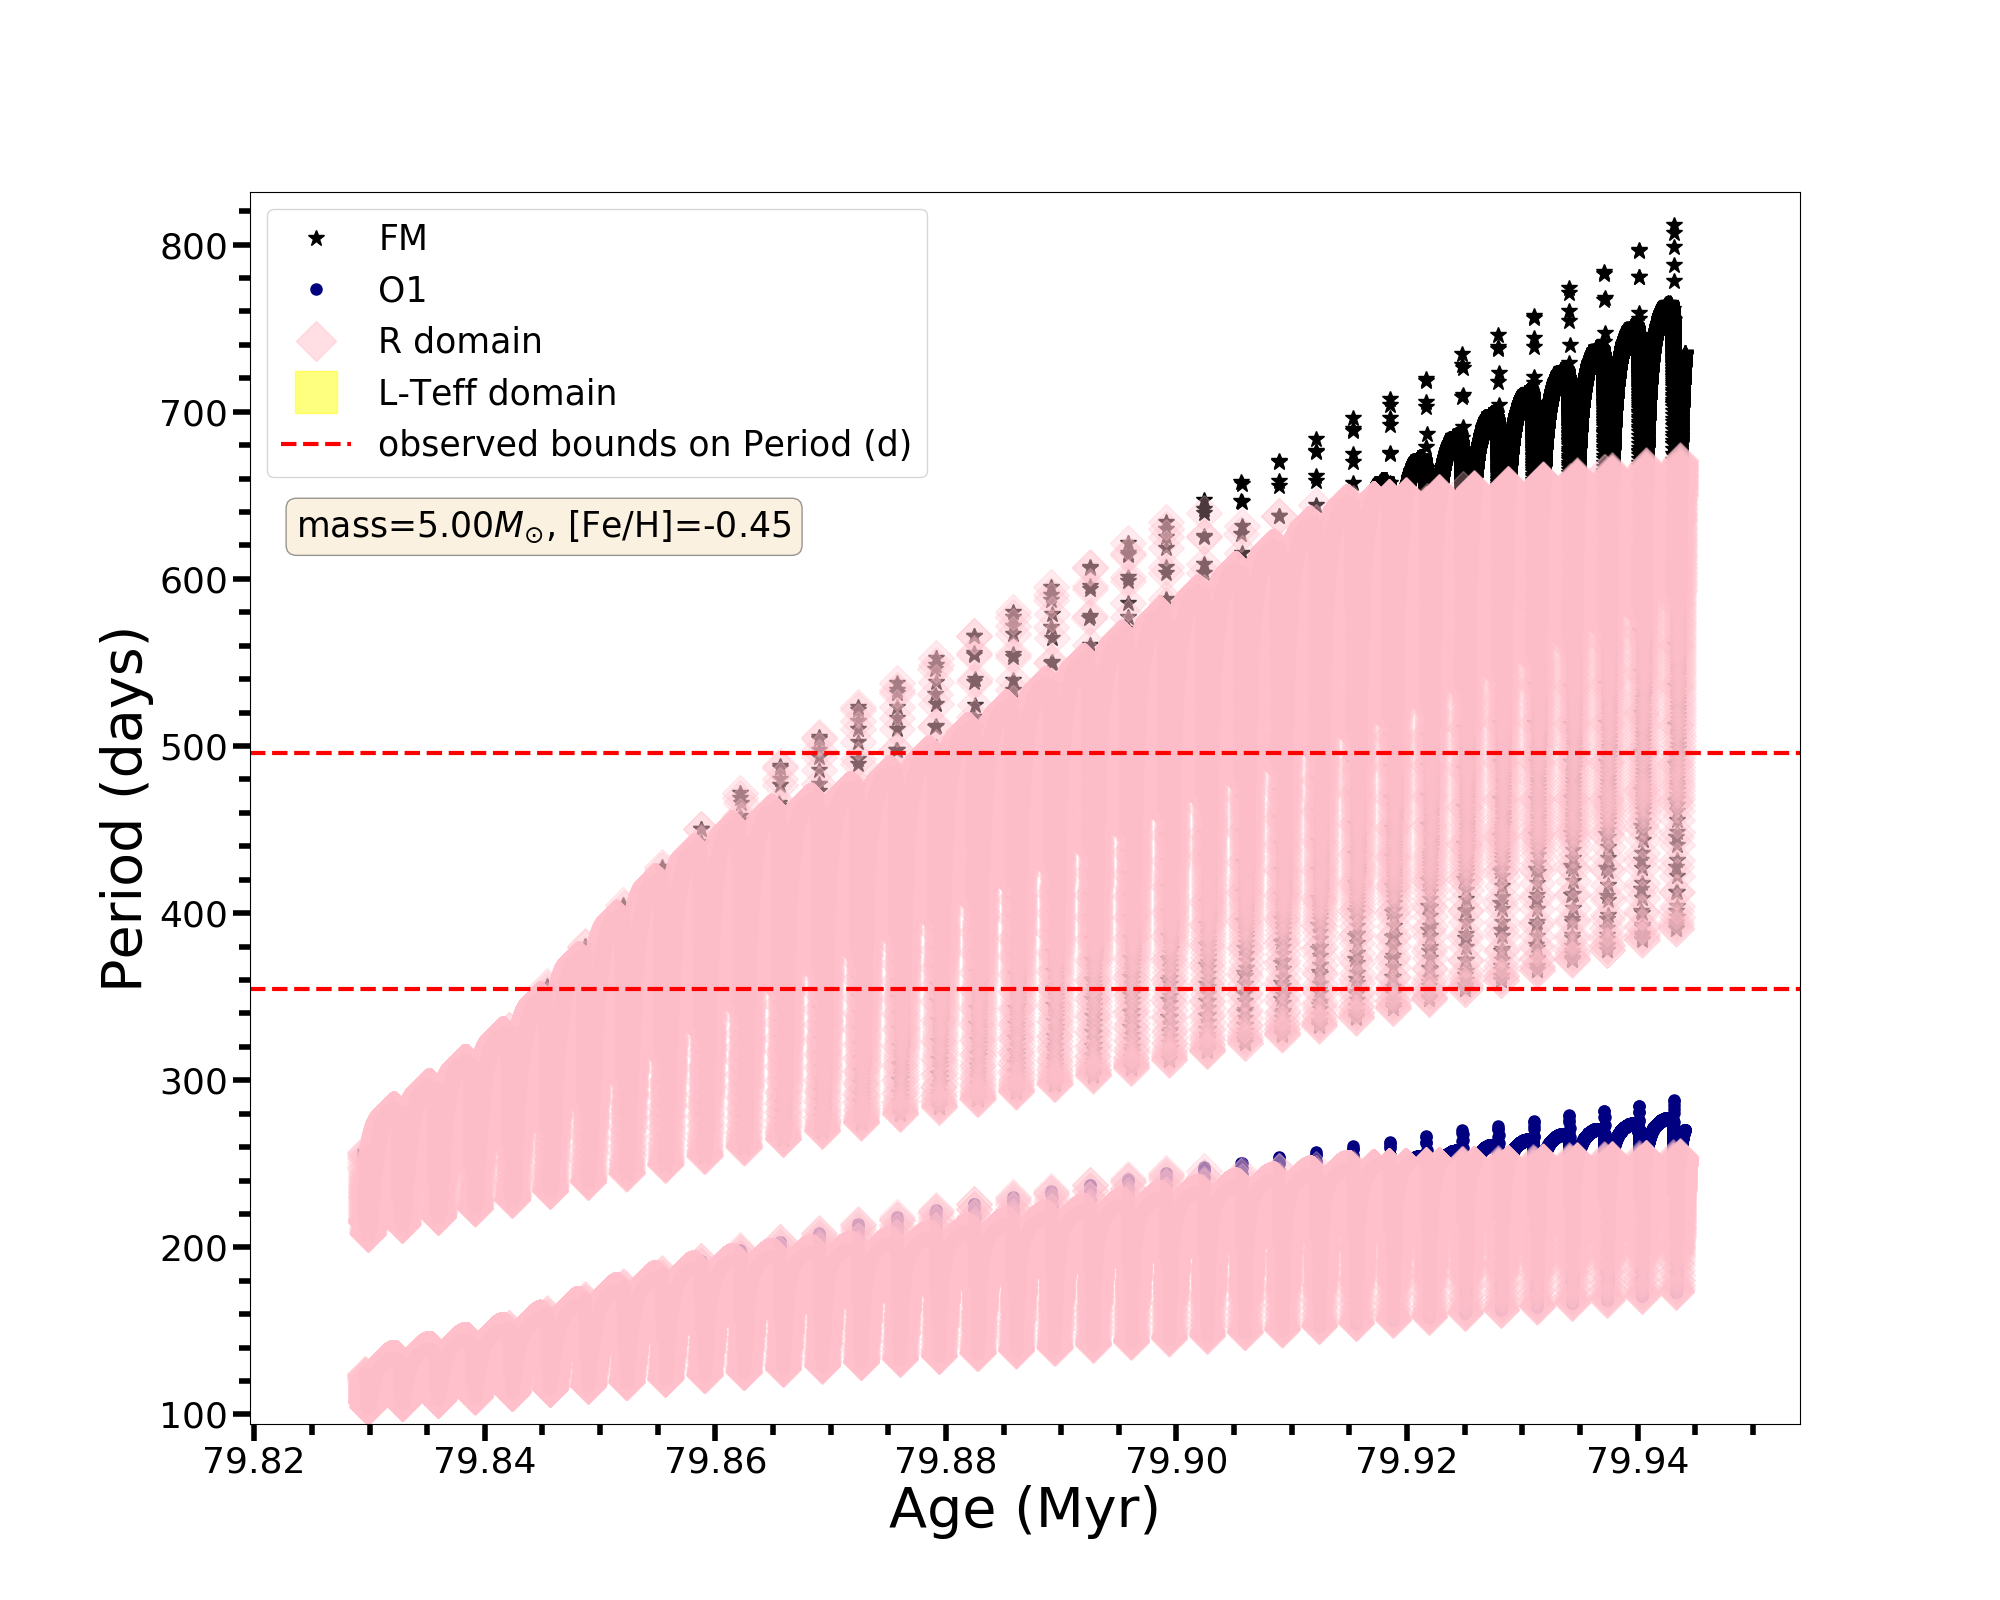 FM
O1
R domain
L-Teff domain
observed bounds on Period (d)
mass=5.00M⊙, [Fe/H]=-0.45
800
700
600
500
400
300
200
100
Period (days)
79.82 79.84 79.86 79.88 79.90 79.92 79.94
Age (Myr)